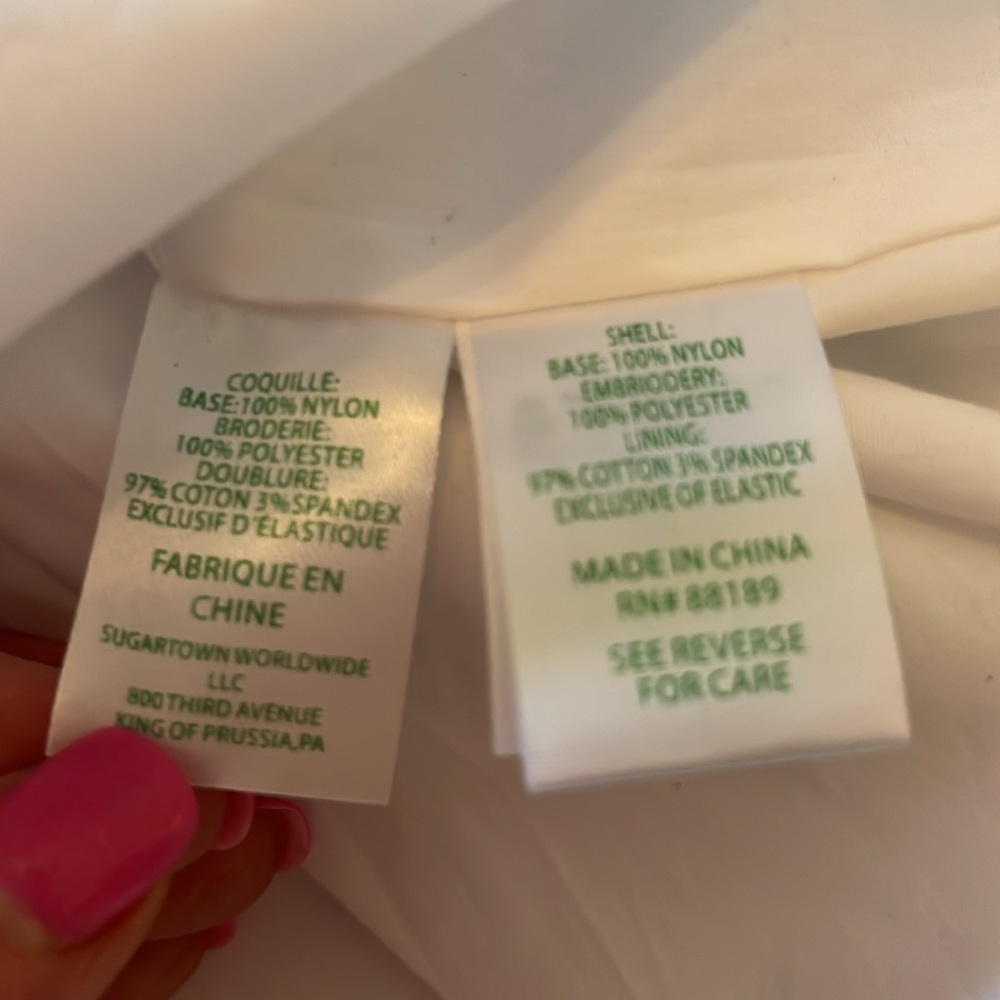 COQUILLE:
BASE:100% NYLON
BRODERIE:
100% POLYESTER
DOUBLURE:
97% COTON 3% SPANDEX
EXCLUSIF D'ÉLASTIQUE
FABRIQUE EN
CHINE
SUGARTOWN WORLDWIDE
LLC
800 THIRD AVENUE
KING OF PRUSSIA,PA
SHELL:
BASE: 100% NYLON
EMBRIODERY:
100% POLYESTER
LINING:
97% COTTON 3% SPANDEX
EXCLUSIVE OF ELASTIC
MADE IN CHINA
RN# 88189
SEE REVERSE
FOR CARE